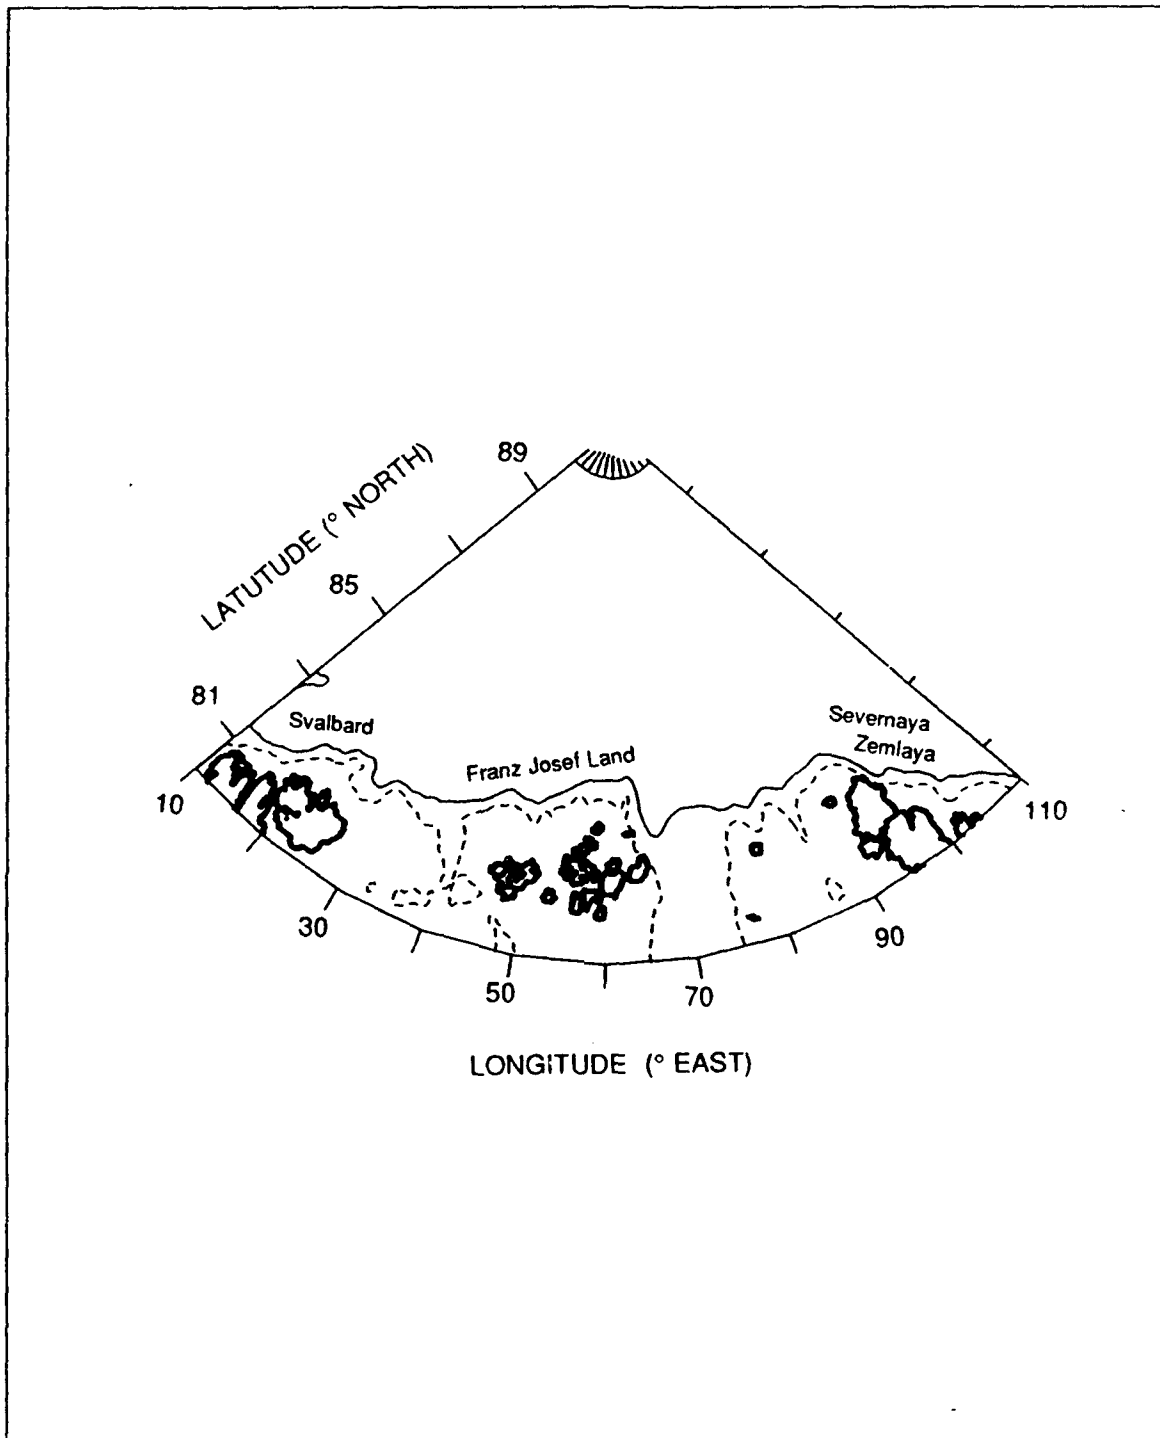 89
LATUTUDE (° NORTH)
85
81
Svalbard
Severnaya
Zemlaya
Franz Josef Land
10
110
30
90
50
70
LONGITUDE (° EAST)